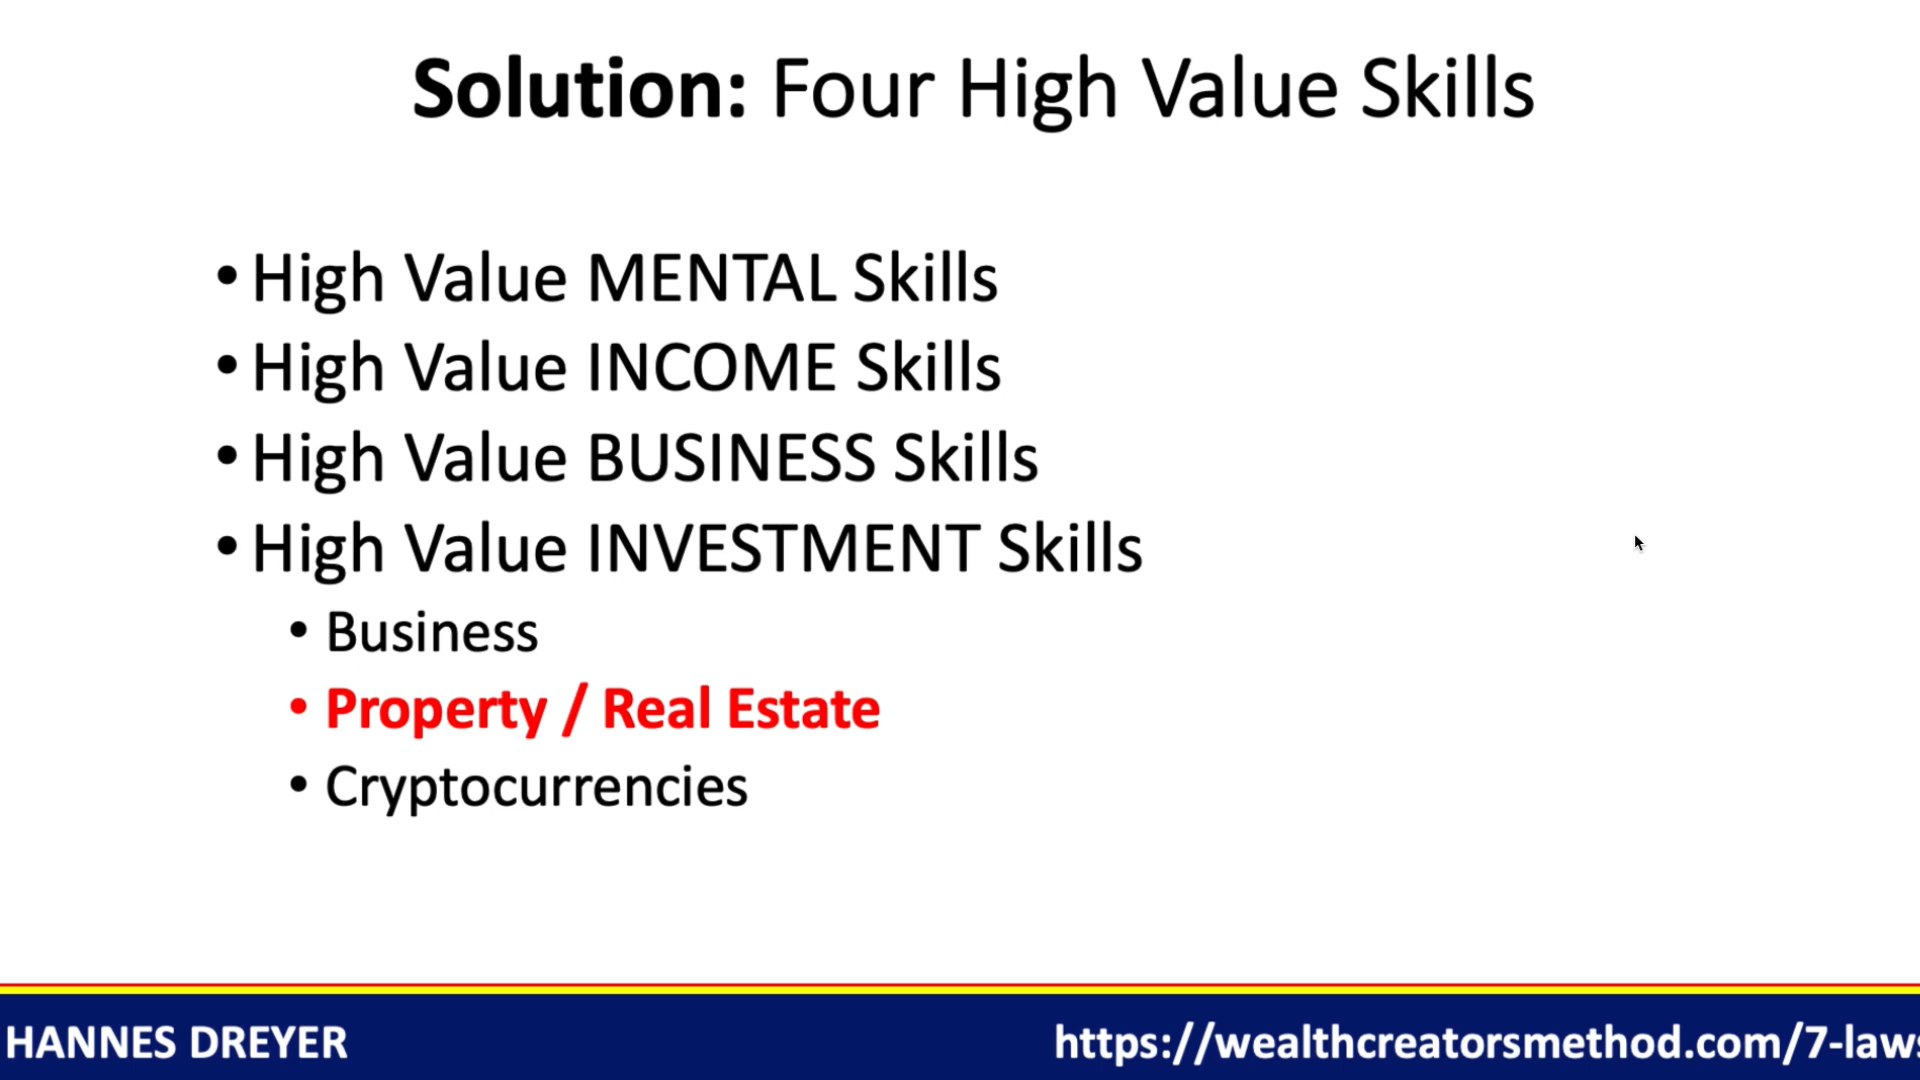 Solution: Four High Value Skills
• High Value MENTAL Skills
• High Value INCOME Skills
• High Value BUSINESS Skills
• High Value INVESTMENT Skills
• Business
• Property / Real Estate
• Cryptocurrencies
HANNES DREYER
https://wealthcreatorsmethod.com/7-laws